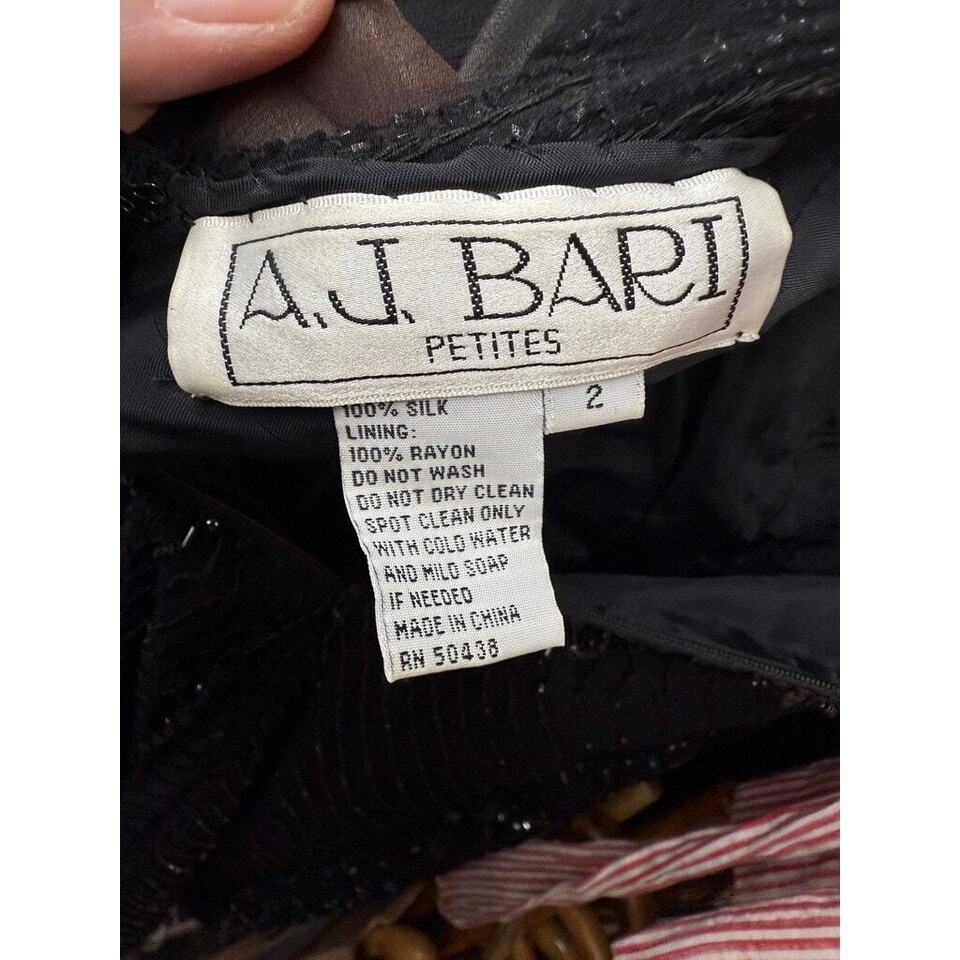 A.J. BARI
PETITES
2
100% SILK
LINING:
100% RAYON
DO NOT WASH
DO NOT DRY CLEAN
SPOT CLEAN ONLY
WITH COLD WATER
AND MILD SOAP
IF NEEDED
MADE IN CHINA
RN 50438